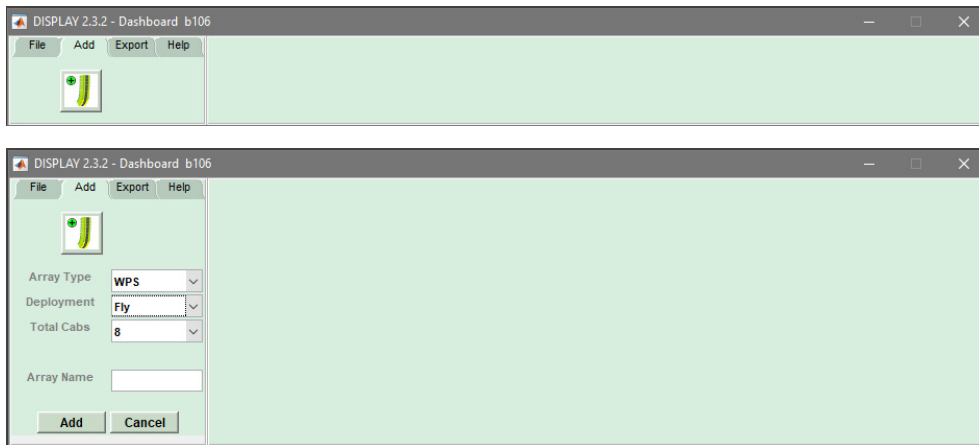 DISPLAY 2.3.2 - Dashboard b106
File Add Export Help
DISPLAY 2.3.2 - Dashboard b106
File Add Export Help
Array Type WPS
Deployment Fly
Total Cabs 8
Array Name
Add Cancel